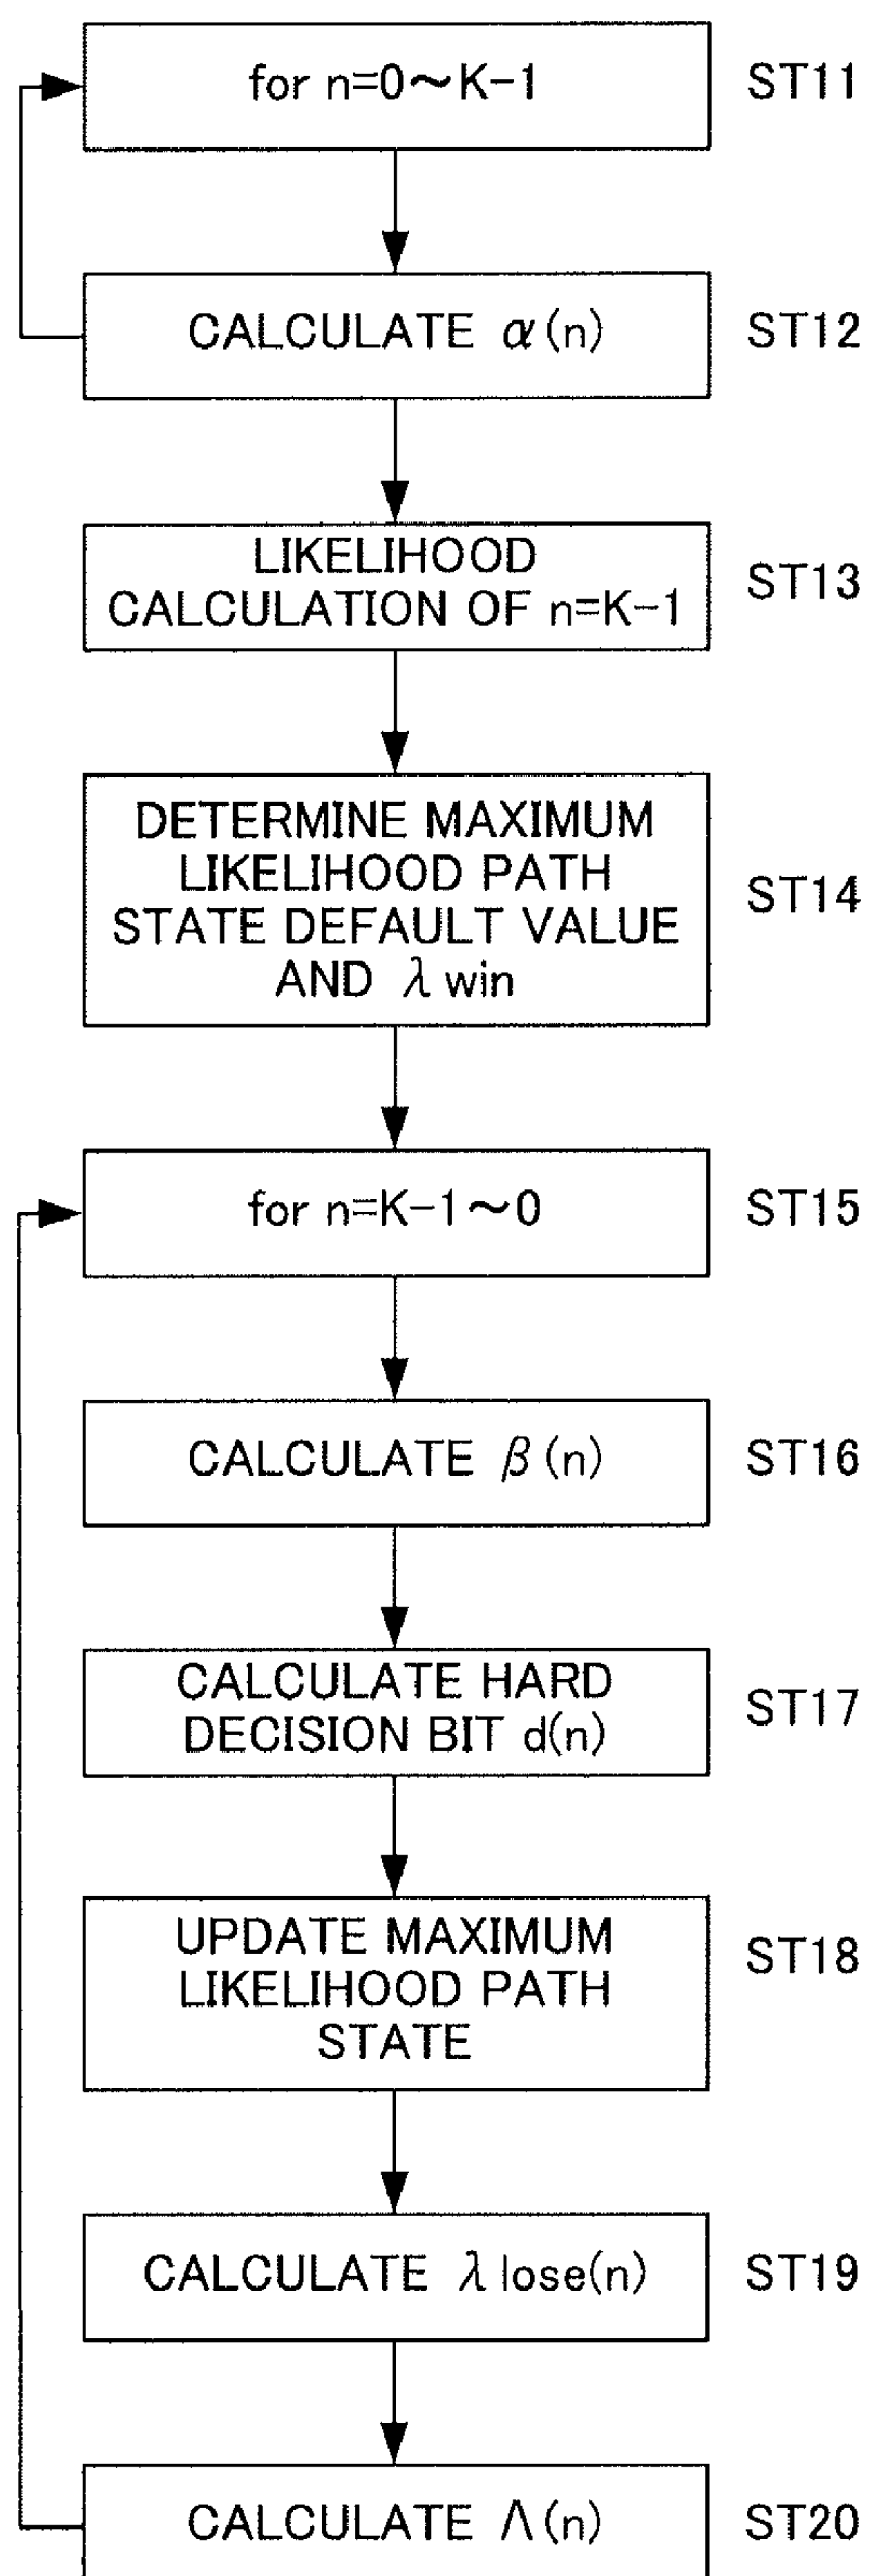 for n=0～K-1
ST11
CALCULATE α(n)
ST12
LIKELIHOOD
CALCULATION OF n=K-1
ST13
DETERMINE MAXIMUM
LIKELIHOOD PATH
STATE DEFAULT VALUE
AND λwin
ST14
for n=K-1～0
ST15
CALCULATE β(n)
ST16
CALCULATE HARD
DECISION BIT d(n)
ST17
UPDATE MAXIMUM
LIKELIHOOD PATH
STATE
ST18
CALCULATE λlose(n)
ST19
CALCULATE Λ(n)
ST20